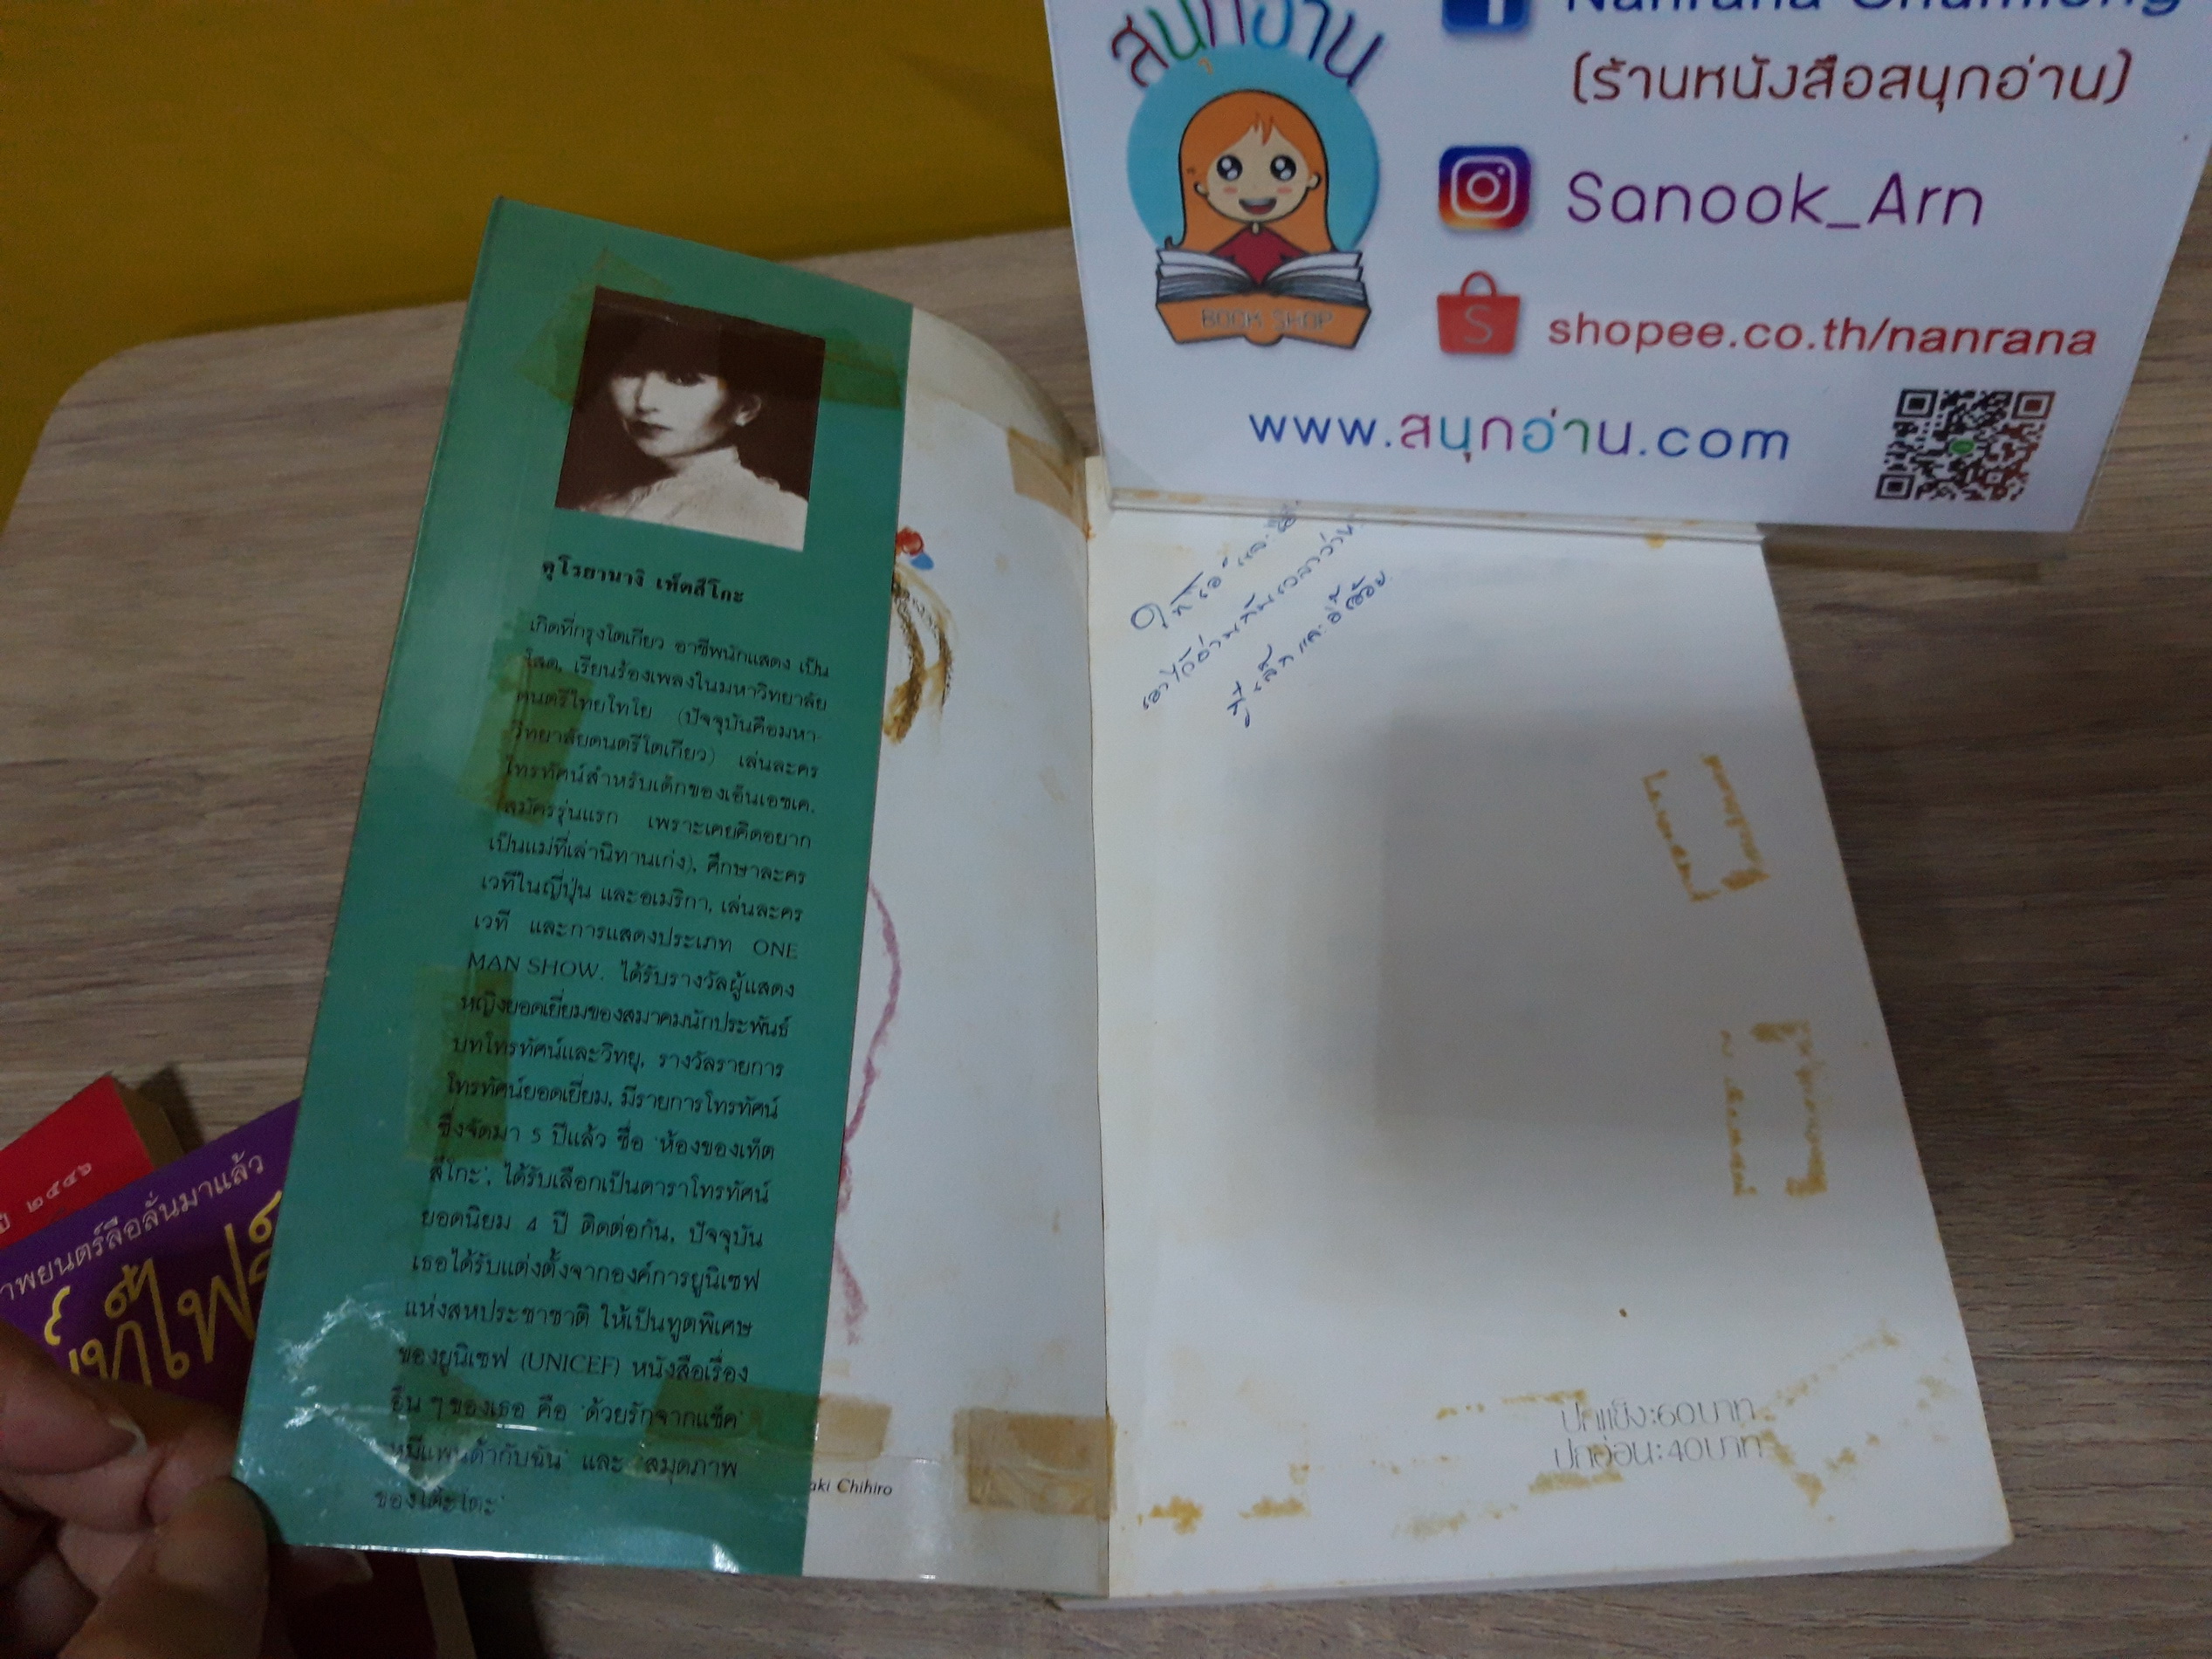 สนุกอ่าน
(ร้านหนังสือสนุกอ่าน)
BOOK SHOP
Sanook_Arn
S
shopee.co.th/nanrana
www.สนุกอ่าน.com
คุโรยานางิ เท็ตสึโกะ
เกิดที่กรุงโตเกียว อาชีพนักแสดง เป็น
โสด, เรียนร้องเพลงในมหาวิทยาลัย
ดนตรีไทยโทโย (ปัจจุบันคือมหา-
วิทยาลัยดนตรีโตเกียว) เล่นละคร
โทรทัศน์สำหรับเด็กของเอ็นเอชเค.
(สมัครรุ่นแรก เพราะเคยคิดอยาก
เป็นแม่ที่เล่านิทานเก่ง), ศึกษาละคร
เวทีในญี่ปุ่น และอเมริกา, เล่นละคร
เวที และการแสดงประเภท ONE
MAN SHOW. ได้รับรางวัลผู้แสดง
หญิงยอดเยี่ยมของสมาคมนักประพันธ์
บทโทรทัศน์และวิทยุ, รางวัลรายการ
โทรทัศน์ยอดเยี่ยม, มีรายการโทรทัศน์
ซึ่งจัดมา 5 ปีแล้ว ชื่อ 'ห้องของเท็ต
สึโกะ', ได้รับเลือกเป็นดาราโทรทัศน์
ยอดนิยม 4 ปี ติดต่อกัน, ปัจจุบัน
เธอได้รับแต่งตั้งจากองค์การยูนิเซฟ
แห่งสหประชาชาติ ให้เป็นทูตพิเศษ
ของยูนิเซฟ (UNICEF) หนังสือเรื่อง
อื่น ๆ ของเธอ คือ 'ด้วยรักจากแช็ค'
'หมีแพนด้ากับฉัน' และ 'สมุดภาพ
ของโต๊ะโตะ'
Chihiro
ปกแข็ง:60บาท
ปกอ่อน:40บาท
๒๕๔๖
ลือลั่นมาแล้ว